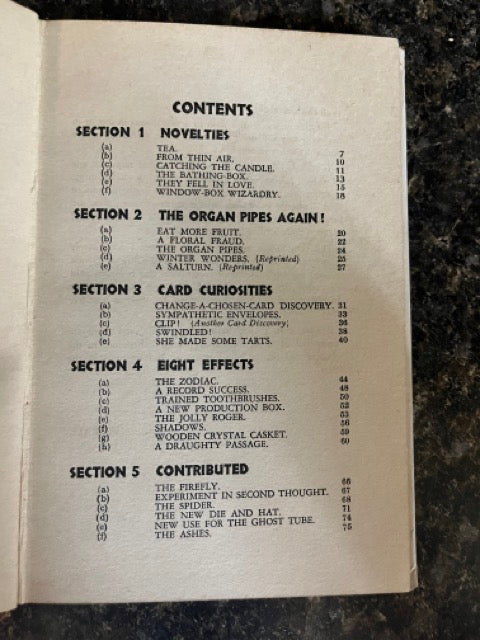 CONTENTS
SECTION 1 NOVELTIES
(a) TEA. 7
(b) FROM THIN AIR. 10
(c) CATCHING THE CANDLE. 11
(d) THE BATHING-BOX. 13
(e) THEY FELL IN LOVE. 15
(f) WINDOW-BOX WIZARDRY. 18
SECTION 2 THE ORGAN PIPES AGAIN!
(a) EAT MORE FRUIT. 20
(b) A FLORAL FRAUD. 22
(c) THE ORGAN PIPES. 24
(d) WINTER WONDERS. (Reprinted) 25
(e) A SALTURN. (Reprinted) 27
SECTION 3 CARD CURIOSITIES
(a) CHANGE-A-CHOSEN-CARD DISCOVERY. 31
(b) SYMPATHETIC ENVELOPES. 33
(c) CLIP! (Another Card Discovery) 36
(d) SWINDLED! 38
(e) SHE MADE SOME TARTS. 40
SECTION 4 EIGHT EFFECTS
(a) THE ZODIAC. 44
(b) A RECORD SUCCESS. 48
(c) TRAINED TOOTHBRUSHES. 50
(d) A NEW PRODUCTION BOX. 52
(e) THE JOLLY ROGER. 53
(f) SHADOWS. 56
(g) WOODEN CRYSTAL CASKET. 59
(h) A DRAUGHTY PASSAGE. 60
SECTION 5 CONTRIBUTED
(a) THE FIREFLY. 66
(b) EXPERIMENT IN SECOND THOUGHT. 67
(c) THE SPIDER. 68
(d) THE NEW DIE AND HAT. 71
(e) NEW USE FOR THE GHOST TUBE. 74
(f) THE ASHES. 75